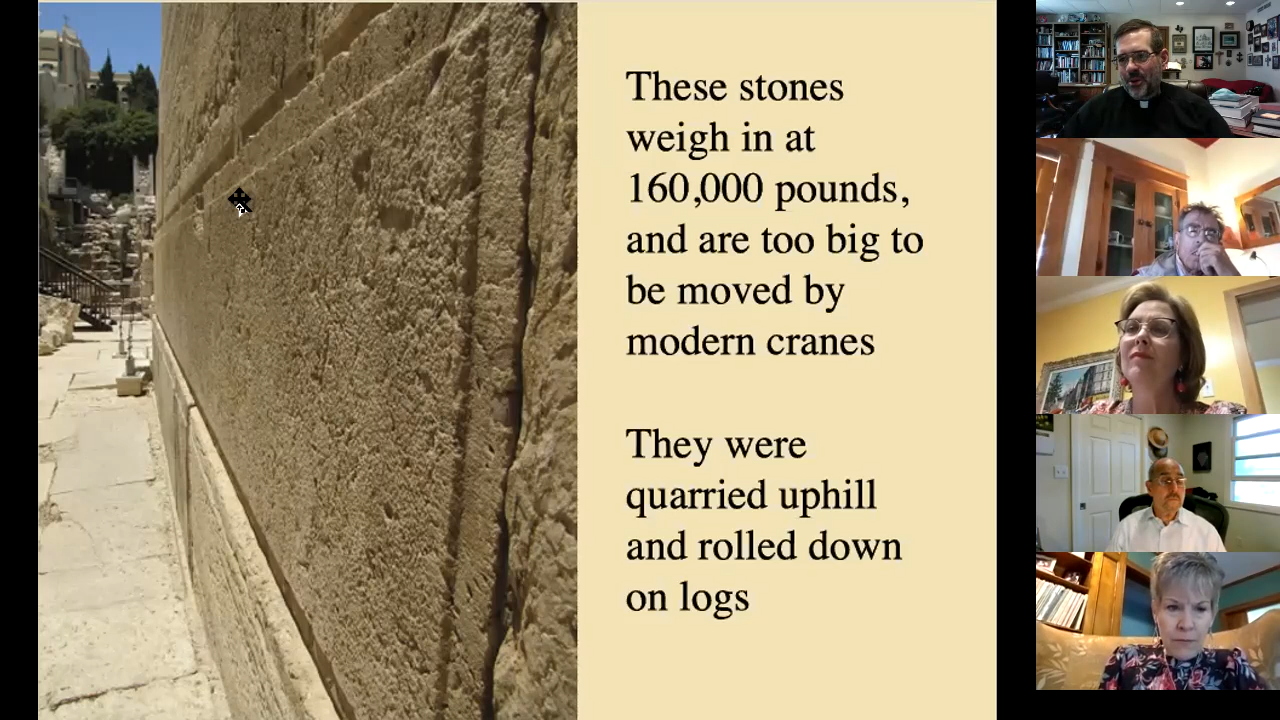 These stones
weigh in at
160,000 pounds,
and are too big to
be moved by
modern cranes
They were
quarried uphill
and rolled down
on logs